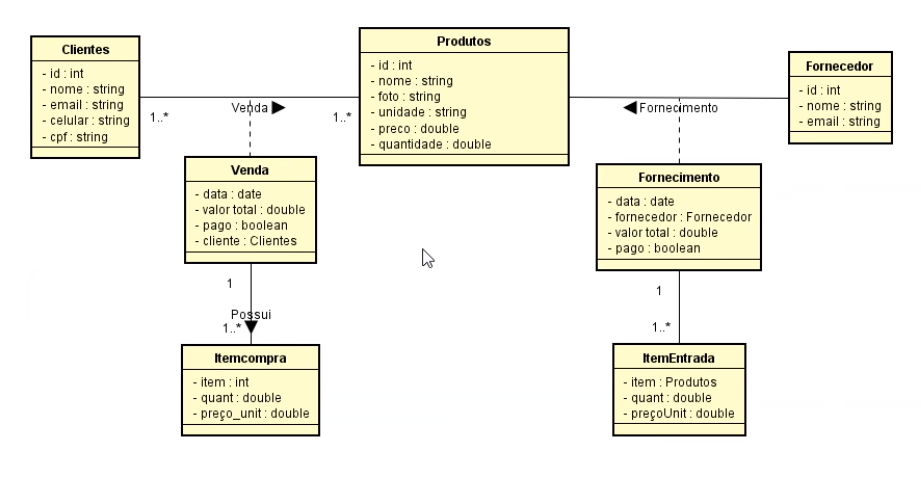 Clientes
- id : int
- nome : string
- email : string
- celular : string
- cpf : string
1..*
Venda
1..*
Produtos
- id : int
- nome : string
- foto : string
- unidade : string
- preco : double
- quantidade : double
Fornecimento
Fornecedor
- id : int
- nome : string
- email : string
Venda
- data : date
- valor total : double
- pago : boolean
- cliente : Clientes
1
Possui
1..*
Itemcompra
- item : int
- quant : double
- preço_unit : double
Fornecimento
- data : date
- fornecedor : Fornecedor
- valor total : double
- pago : boolean
1
1..*
ItemEntrada
- item : Produtos
- quant : double
- preçoUnit : double